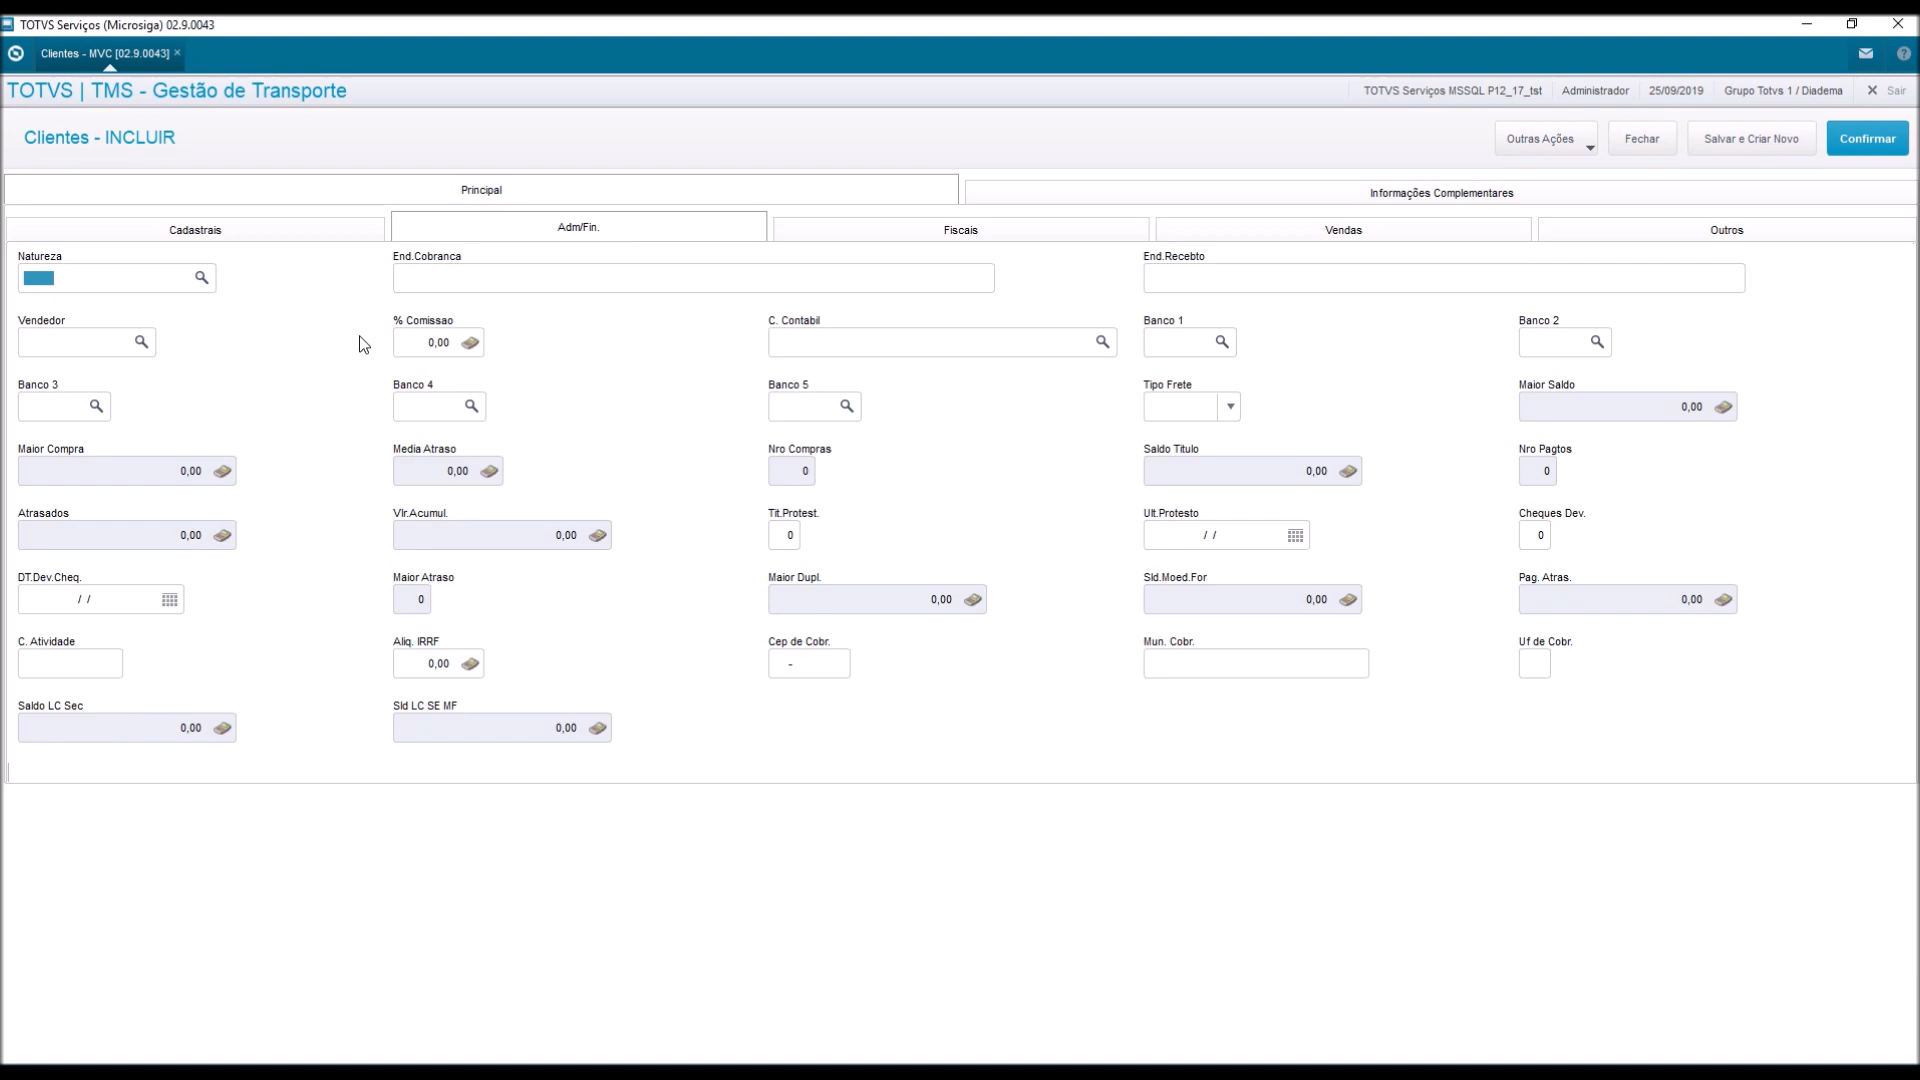 TOTVS Serviços (Microsiga) 02.9.0043
Clientes - MVC [02.9.0043] ×
TOTVS | TMS - Gestão de Transporte
TOTVS Serviços MSSQL P12_17_tst Administrador 25/09/2019 Grupo Totvs 1 / Diadema Sair
Clientes - INCLUIR
Outras Ações Fechar Salvar e Criar Novo Confirmar
Principal Informações Complementares
Cadastrais Adm/Fin. Fiscais Vendas Outros
Natureza End.Cobranca End.Recebto
Vendedor % Comissao C. Contabil Banco 1 Banco 2
0,00
Banco 3 Banco 4 Banco 5 Tipo Frete Maior Saldo
0,00
Maior Compra Media Atraso Nro Compras Saldo Titulo Nro Pagtos
0,00 0,00 0 0,00 0
Atrasados Vlr.Acumul. Tit.Protest. Ult.Protesto Cheques Dev.
0,00 0,00 0 / / 0
DT.Dev.Cheq. Maior Atraso Maior Dupl. Sld.Moed.For Pag. Atras.
/ / 0 0,00 0,00 0,00
C. Atividade Aliq. IRRF Cep de Cobr. Mun. Cobr. Uf de Cobr.
0,00 -
Saldo LC Sec Sld LC SE MF
0,00 0,00